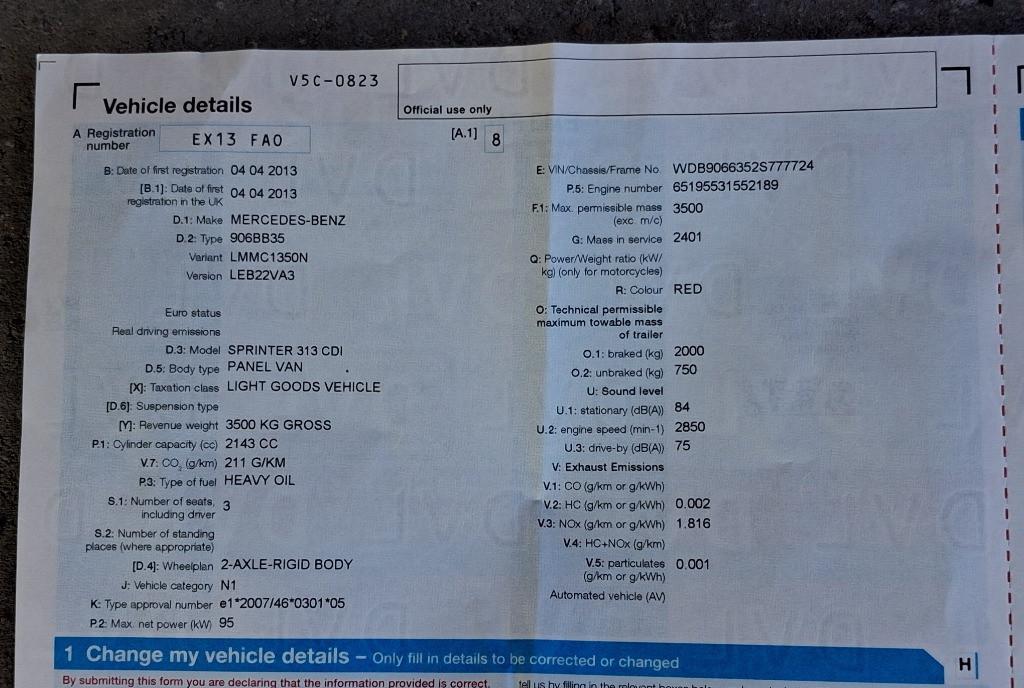 V5C-0823
Vehicle details
Official use only
A Registration number EX13 FAO
[A.1] 8
B: Date of first registration 04 04 2013
[B.1]: Date of first
registration in the UK 04 04 2013
D.1: Make MERCEDES-BENZ
D.2: Type 906BB35
Variant LMMC1350N
Version LEB22VA3
Euro status
Real driving emissions
D.3: Model SPRINTER 313 CDI
D.5: Body type PANEL VAN
[X]: Taxation class LIGHT GOODS VEHICLE
[D.6]: Suspension type
[Y]: Revenue weight 3500 KG GROSS
P.1: Cylinder capacity (cc) 2143 CC
V.7: CO2 (g/km) 211 G/KM
P.3: Type of fuel HEAVY OIL
S.1: Number of seats,
including driver 3
S.2: Number of standing
places (where appropriate)
[D.4]: Wheelplan 2-AXLE-RIGID BODY
J: Vehicle category N1
K: Type approval number e1*2007/46*0301*05
P.2: Max. net power (kW) 95
E: VIN/Chassis/Frame No. WDB9066352S777724
P.5: Engine number 65195531552189
F.1: Max. permissible mass 3500
(exc. m/c)
G: Mass in service 2401
Q: Power/Weight ratio (kW/
kg) (only for motorcycles)
R: Colour RED
O: Technical permissible
maximum towable mass
of trailer
O.1: braked (kg) 2000
O.2: unbraked (kg) 750
U: Sound level
U.1: stationary (dB(A)) 84
U.2: engine speed (min-1) 2850
U.3: drive-by (dB(A)) 75
V: Exhaust Emissions
V.1: CO (g/km or g/kWh)
V.2: HC (g/km or g/kWh) 0.002
V.3: NOx (g/km or g/kWh) 1.816
V.4: HC+NOx (g/km)
V.5: particulates 0.001
(g/km or g/kWh)
Automated vehicle (AV)
1 Change my vehicle details – Only fill in details to be corrected or changed
H
By submitting this form you are declaring that the information provided is correct.
tell us by filling in the relevant boxes